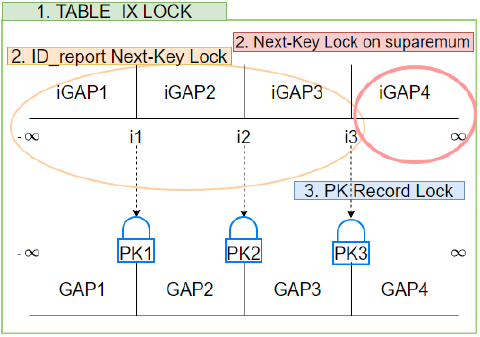 1. TABLE IX LOCK
2. Next-Key Lock on suparemum
2. ID_report Next-Key Lock
iGAP1 iGAP2 iGAP3 iGAP4
- ∞ i1 i2 i3 ∞
3. PK Record Lock
- ∞ PK1 PK2 PK3 ∞
GAP1 GAP2 GAP3 GAP4